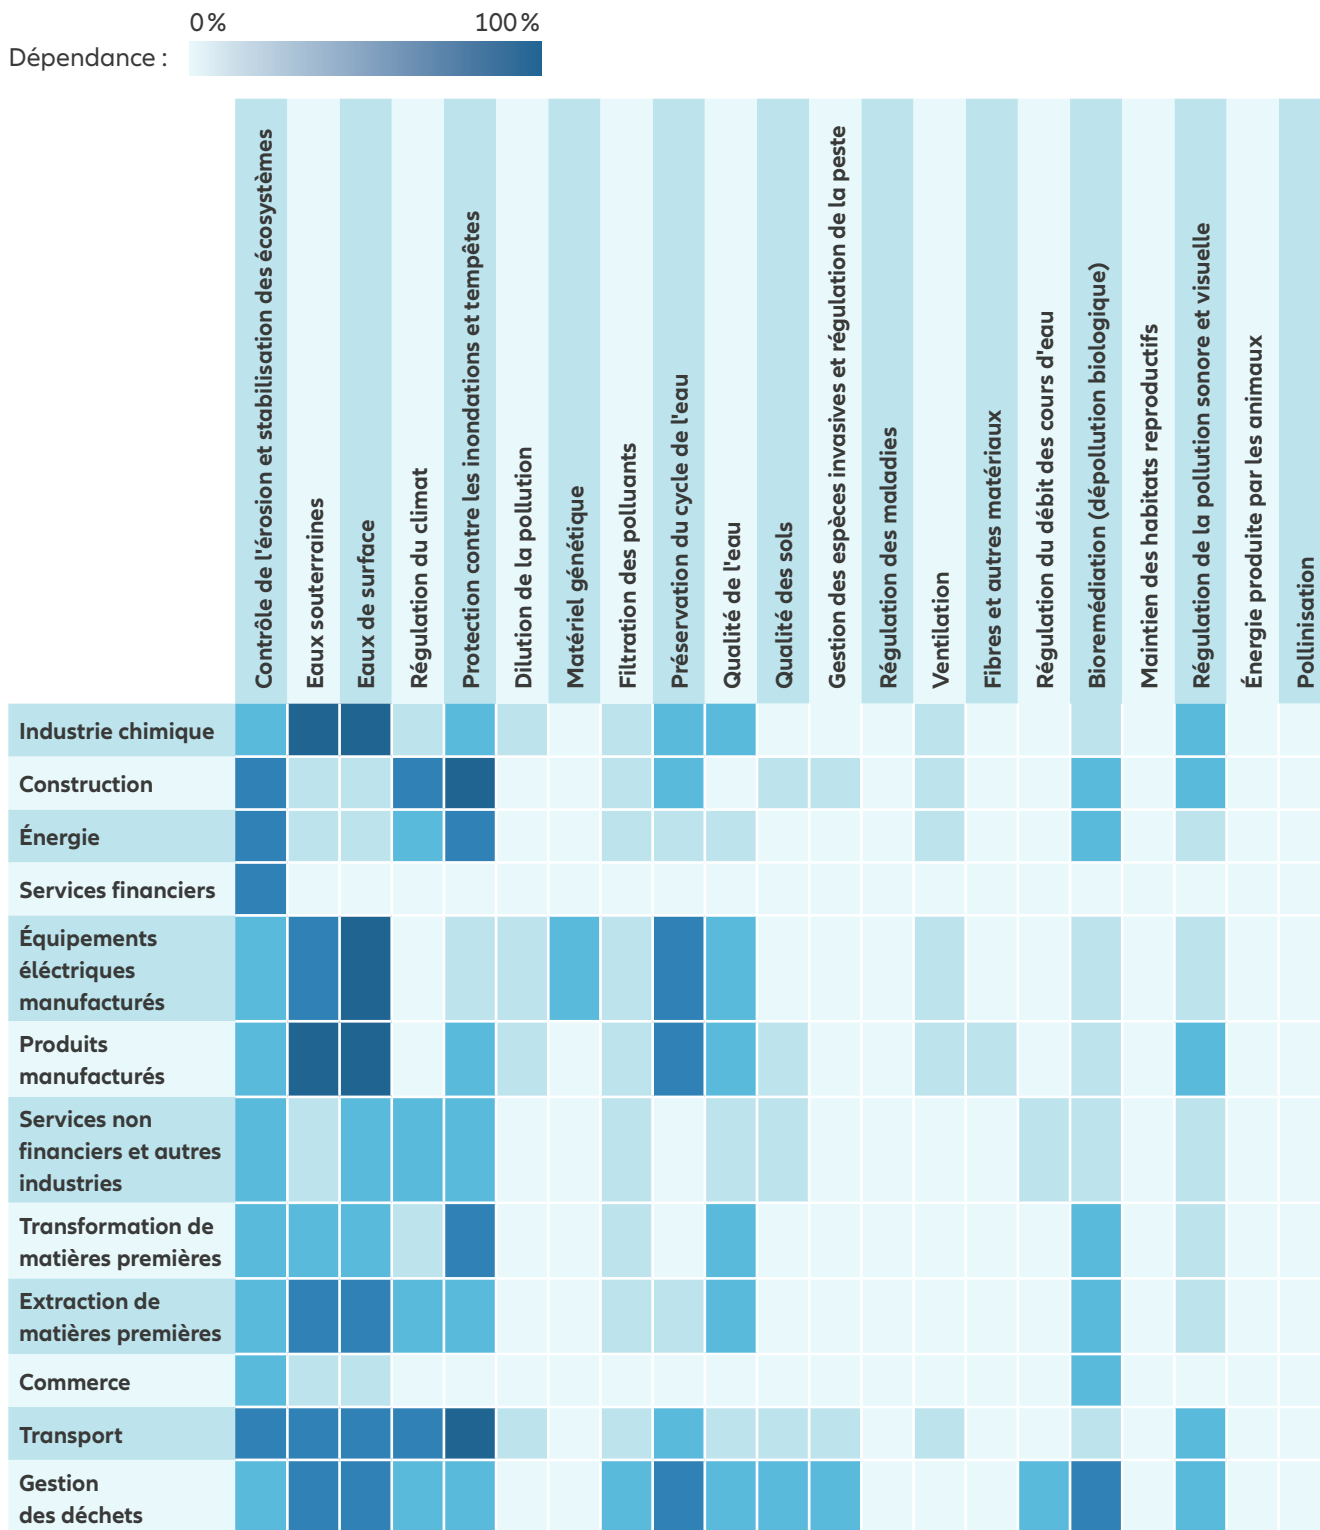 0 % 100 %
Dépendance :
Contrôle de l'érosion et stabilisation des écosystèmes
Eaux souterraines
Eaux de surface
Régulation du climat
Protection contre les inondations et tempêtes
Dilution de la pollution
Matériel génétique
Filtration des polluants
Préservation du cycle de l'eau
Qualité de l'eau
Qualité des sols
Gestion des espèces invasives et régulation de la peste
Régulation des maladies
Ventilation
Fibres et autres matériaux
Régulation du débit des cours d'eau
Bioremédiation (dépollution biologique)
Maintien des habitats reproductifs
Régulation de la pollution sonore et visuelle
Énergie produite par les animaux
Pollinisation
Industrie chimique
Construction
Énergie
Services financiers
Équipements
éléctriques
manufacturés
Produits
manufacturés
Services non
financiers et autres
industries
Transformation de
matières premières
Extraction de
matières premières
Commerce
Transport
Gestion
des déchets